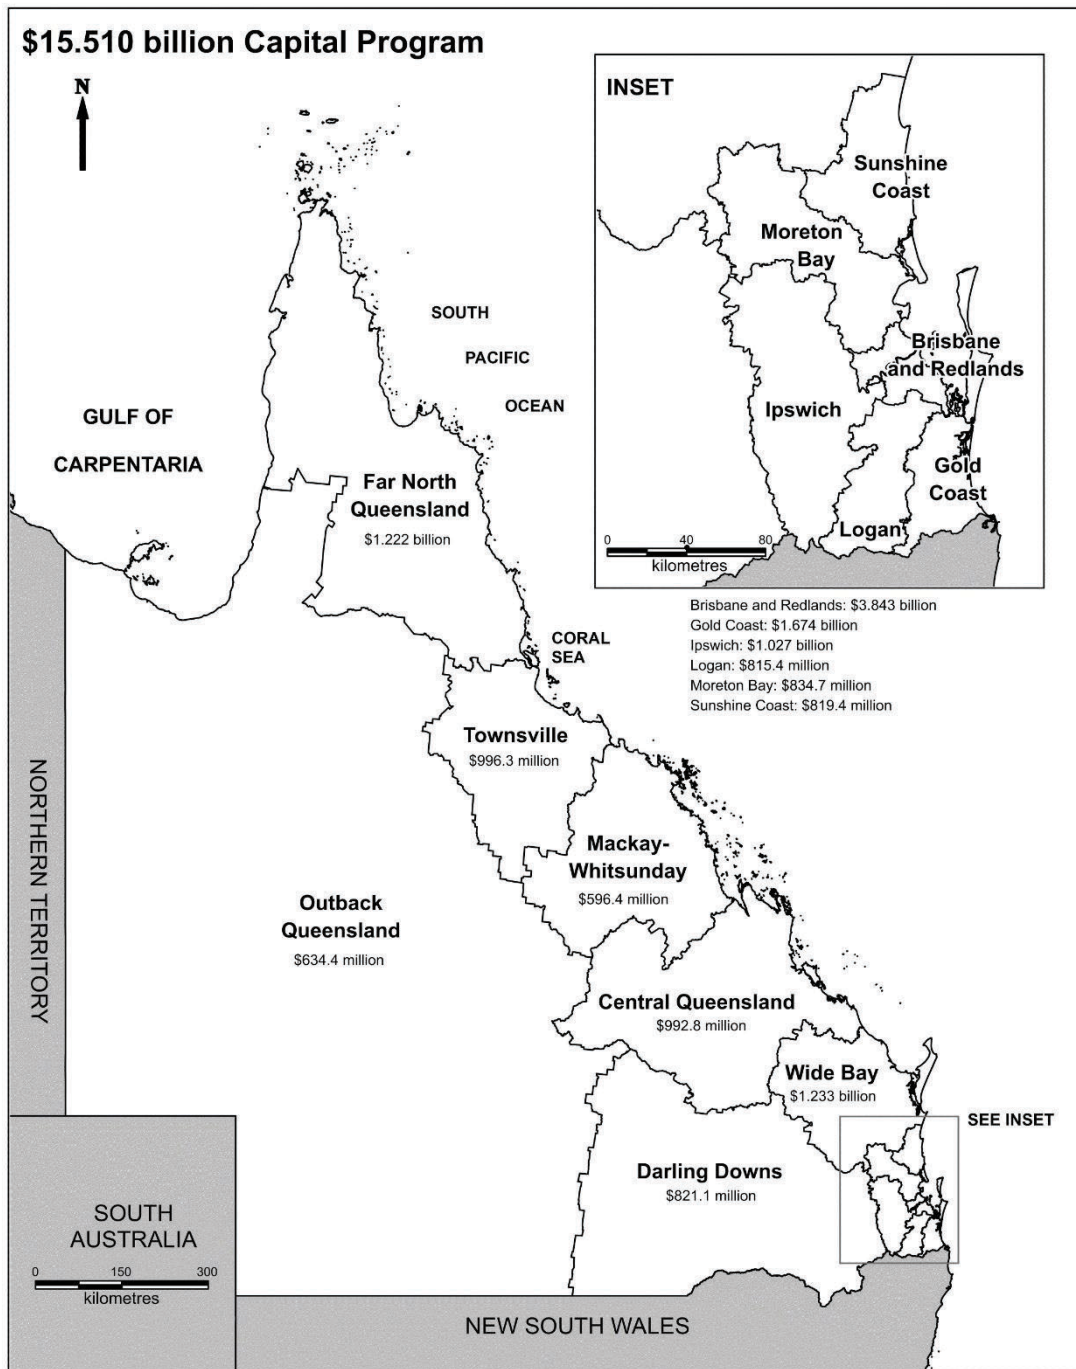 $15.510 billion Capital Program
N
INSET
Sunshine
Coast
Moreton
Bay
Brisbane
and Redlands
Ipswich
Gold
Coast
Logan
0 40 80
kilometres
SOUTH
PACIFIC
OCEAN
GULF OF
CARPENTARIA
Far North
Queensland
$1.222 billion
Brisbane and Redlands: $3.843 billion
Gold Coast: $1.674 billion
Ipswich: $1.027 billion
Logan: $815.4 million
Moreton Bay: $834.7 million
Sunshine Coast: $819.4 million
CORAL
SEA
Townsville
$996.3 million
NORTHERN TERRITORY
Mackay-
Whitsunday
$596.4 million
Outback
Queensland
$634.4 million
Central Queensland
$992.8 million
Wide Bay
$1.233 billion
SEE INSET
Darling Downs
$821.1 million
SOUTH
AUSTRALIA
0 150 300
kilometres
NEW SOUTH WALES